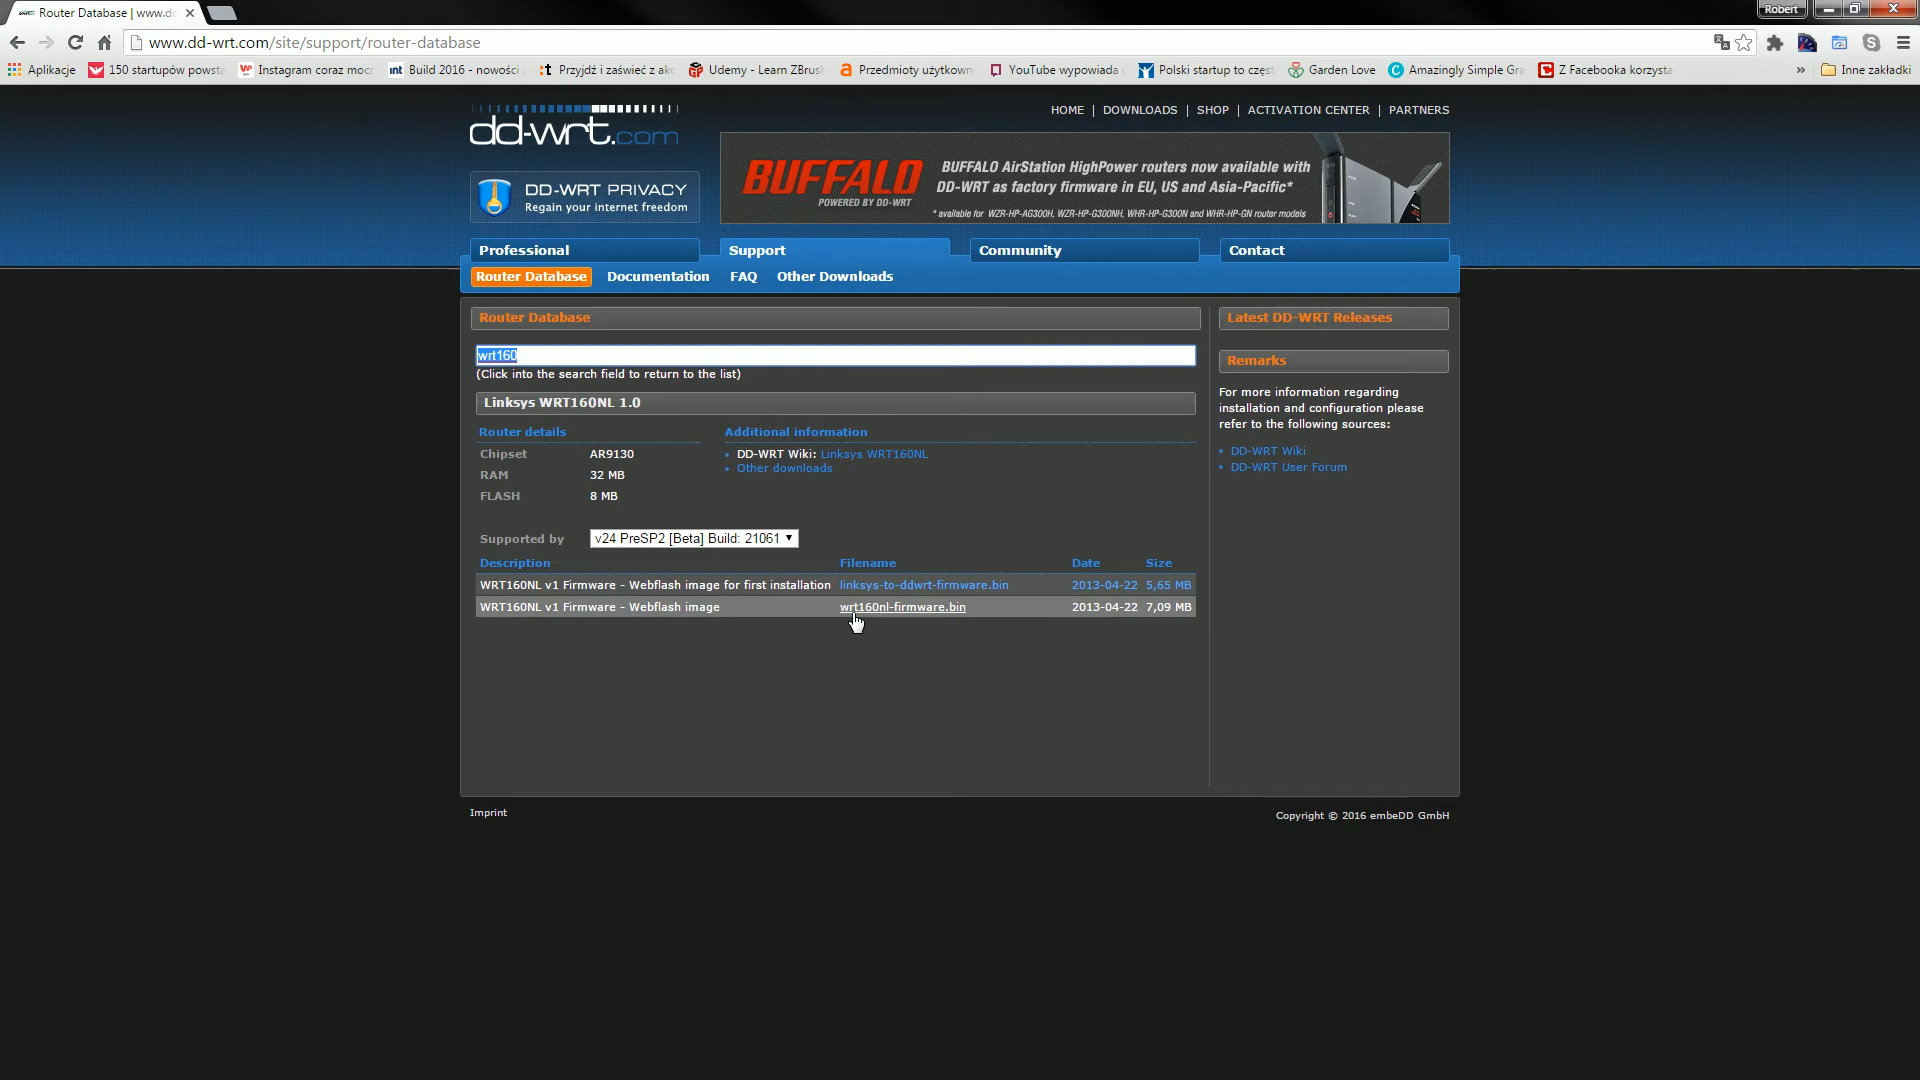 Router Database | www.dd
Robert
www.dd-wrt.com/site/support/router-database
Aplikacje
150 startupów powsta
Instagram coraz mocn
Build 2016 - nowości
Przyjdź i zaświeć z ako
Udemy - Learn ZBrush
Przedmioty użytkown
YouTube wypowiada
Polski startup to częst
Garden Love
Amazingly Simple Gra
Z Facebooka korzysta
»
Inne zakładki
dd-wrt.com
HOME | DOWNLOADS | SHOP | ACTIVATION CENTER | PARTNERS
DD-WRT PRIVACY
Regain your internet freedom
BUFFALO
POWERED BY DD-WRT
BUFFALO AirStation HighPower routers now available with
DD-WRT as factory firmware in EU, US and Asia-Pacific*
* available for WZR-HP-AG300H, WZR-HP-G300NH, WHR-HP-G300N and WHR-HP-GN router models
Professional
Support
Community
Contact
Router Database
Documentation
FAQ
Other Downloads
Router Database
wrt160
(Click into the search field to return to the list)
Linksys WRT160NL 1.0
Router details
Chipset AR9130
RAM 32 MB
FLASH 8 MB
Additional information
DD-WRT Wiki: Linksys WRT160NL
Other downloads
Supported by v24 PreSP2 [Beta] Build: 21061
Description Filename Date Size
WRT160NL v1 Firmware - Webflash image for first installation linksys-to-ddwrt-firmware.bin 2013-04-22 5,65 MB
WRT160NL v1 Firmware - Webflash image wrt160nl-firmware.bin 2013-04-22 7,09 MB
Latest DD-WRT Releases
Remarks
For more information regarding
installation and configuration please
refer to the following sources:
DD-WRT Wiki
DD-WRT User Forum
Imprint
Copyright © 2016 embeDD GmbH